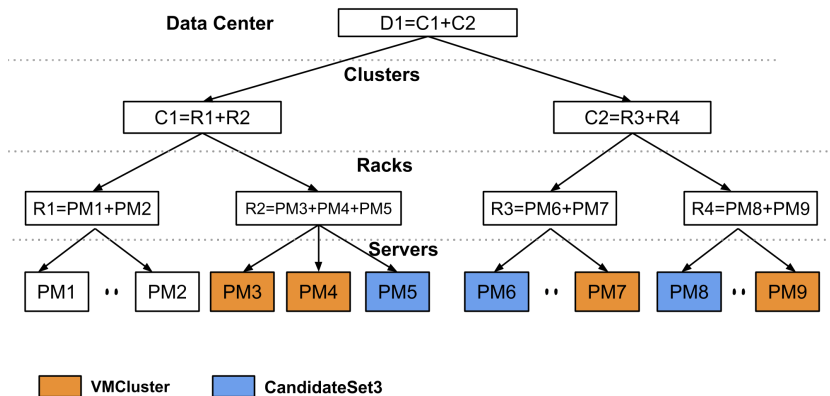 Data Center
D1=C1+C2
Clusters
C1=R1+R2
C2=R3+R4
Racks
R1=PM1+PM2
R2=PM3+PM4+PM5
R3=PM6+PM7
R4=PM8+PM9
Servers
PM1
PM2
PM3
PM4
PM5
PM6
PM7
PM8
PM9
VMCluster
CandidateSet3